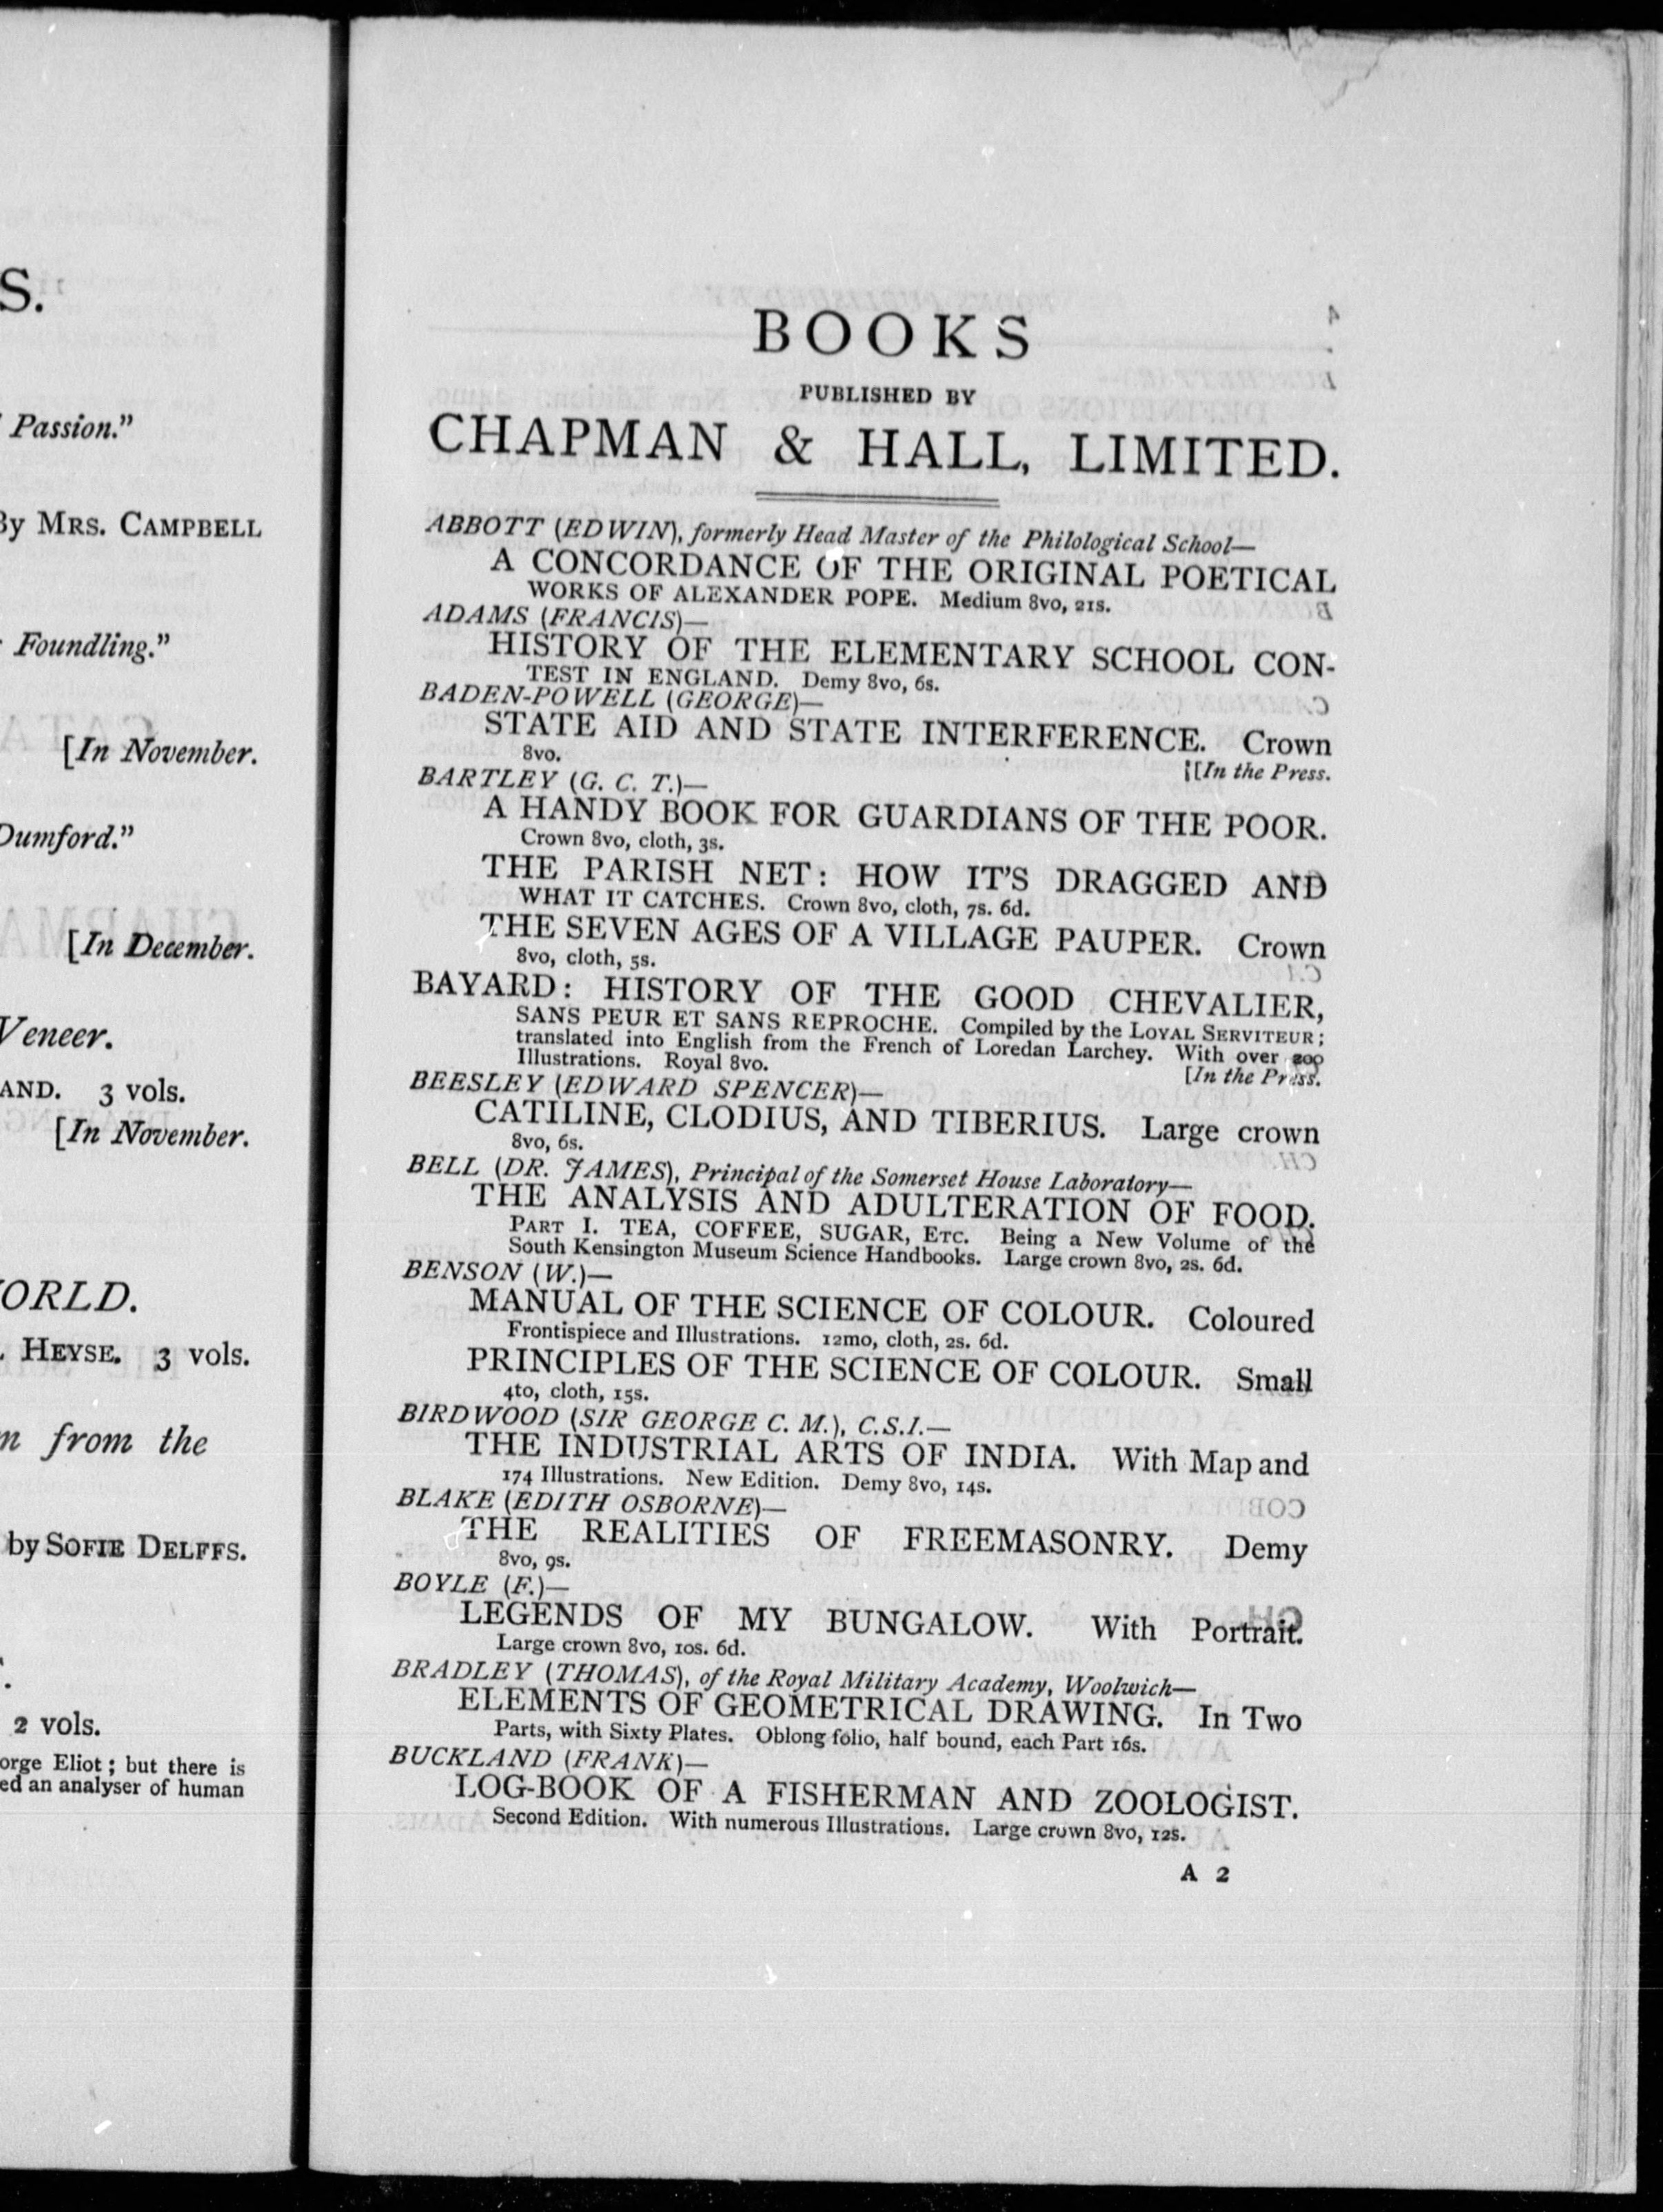 S.
Passion."
By MRS. CAMPBELL
Foundling."
[In November.
Dumford."
[In December.
Veneer.
AND. 3 vols.
[In November.
ORLD.
HEYSE. 3 vols.
from the
by SOFIE DELFFS.
2 vols.
orge Eliot; but there is
ed an analyser of human
BOOKS
PUBLISHED BY
CHAPMAN & HALL, LIMITED.
ABBOTT (EDWIN), formerly Head Master of the Philological School—
A CONCORDANCE OF THE ORIGINAL POETICAL
WORKS OF ALEXANDER POPE. Medium 8vo, 21s.
ADAMS (FRANCIS)—
HISTORY OF THE ELEMENTARY SCHOOL CON-
TEST IN ENGLAND. Demy 8vo, 6s.
BADEN-POWELL (GEORGE)—
STATE AID AND STATE INTERFERENCE. Crown
8vo. [In the Press.
BARTLEY (G. C. T.)—
A HANDY BOOK FOR GUARDIANS OF THE POOR.
Crown 8vo, cloth, 3s.
THE PARISH NET: HOW IT'S DRAGGED AND
WHAT IT CATCHES. Crown 8vo, cloth, 7s. 6d.
THE SEVEN AGES OF A VILLAGE PAUPER. Crown
8vo, cloth, 5s.
BAYARD: HISTORY OF THE GOOD CHEVALIER,
SANS PEUR ET SANS REPROCHE. Compiled by the LOYAL SERVITEUR;
translated into English from the French of Loredan Larchey. With over 200
Illustrations. Royal 8vo. [In the Press.
BEESLEY (EDWARD SPENCER)—
CATILINE, CLODIUS, AND TIBERIUS. Large crown
8vo, 6s.
BELL (DR. JAMES), Principal of the Somerset House Laboratory—
THE ANALYSIS AND ADULTERATION OF FOOD.
PART I. TEA, COFFEE, SUGAR, ETC. Being a New Volume of the
South Kensington Museum Science Handbooks. Large crown 8vo, 2s. 6d.
BENSON (W.)—
MANUAL OF THE SCIENCE OF COLOUR. Coloured
Frontispiece and Illustrations. 12mo, cloth, 2s. 6d.
PRINCIPLES OF THE SCIENCE OF COLOUR. Small
4to, cloth, 15s.
BIRDWOOD (SIR GEORGE C. M.), C.S.I.—
THE INDUSTRIAL ARTS OF INDIA. With Map and
174 Illustrations. New Edition. Demy 8vo, 14s.
BLAKE (EDITH OSBORNE)—
THE REALITIES OF FREEMASONRY. Demy
8vo, 9s.
BOYLE (F.)—
LEGENDS OF MY BUNGALOW. With Portrait.
Large crown 8vo, 10s. 6d.
BRADLEY (THOMAS), of the Royal Military Academy, Woolwich—
ELEMENTS OF GEOMETRICAL DRAWING. In Two
Parts, with Sixty Plates. Oblong folio, half bound, each Part 16s.
BUCKLAND (FRANK)—
LOG-BOOK OF A FISHERMAN AND ZOOLOGIST.
Second Edition. With numerous Illustrations. Large crown 8vo, 12s.
A 2